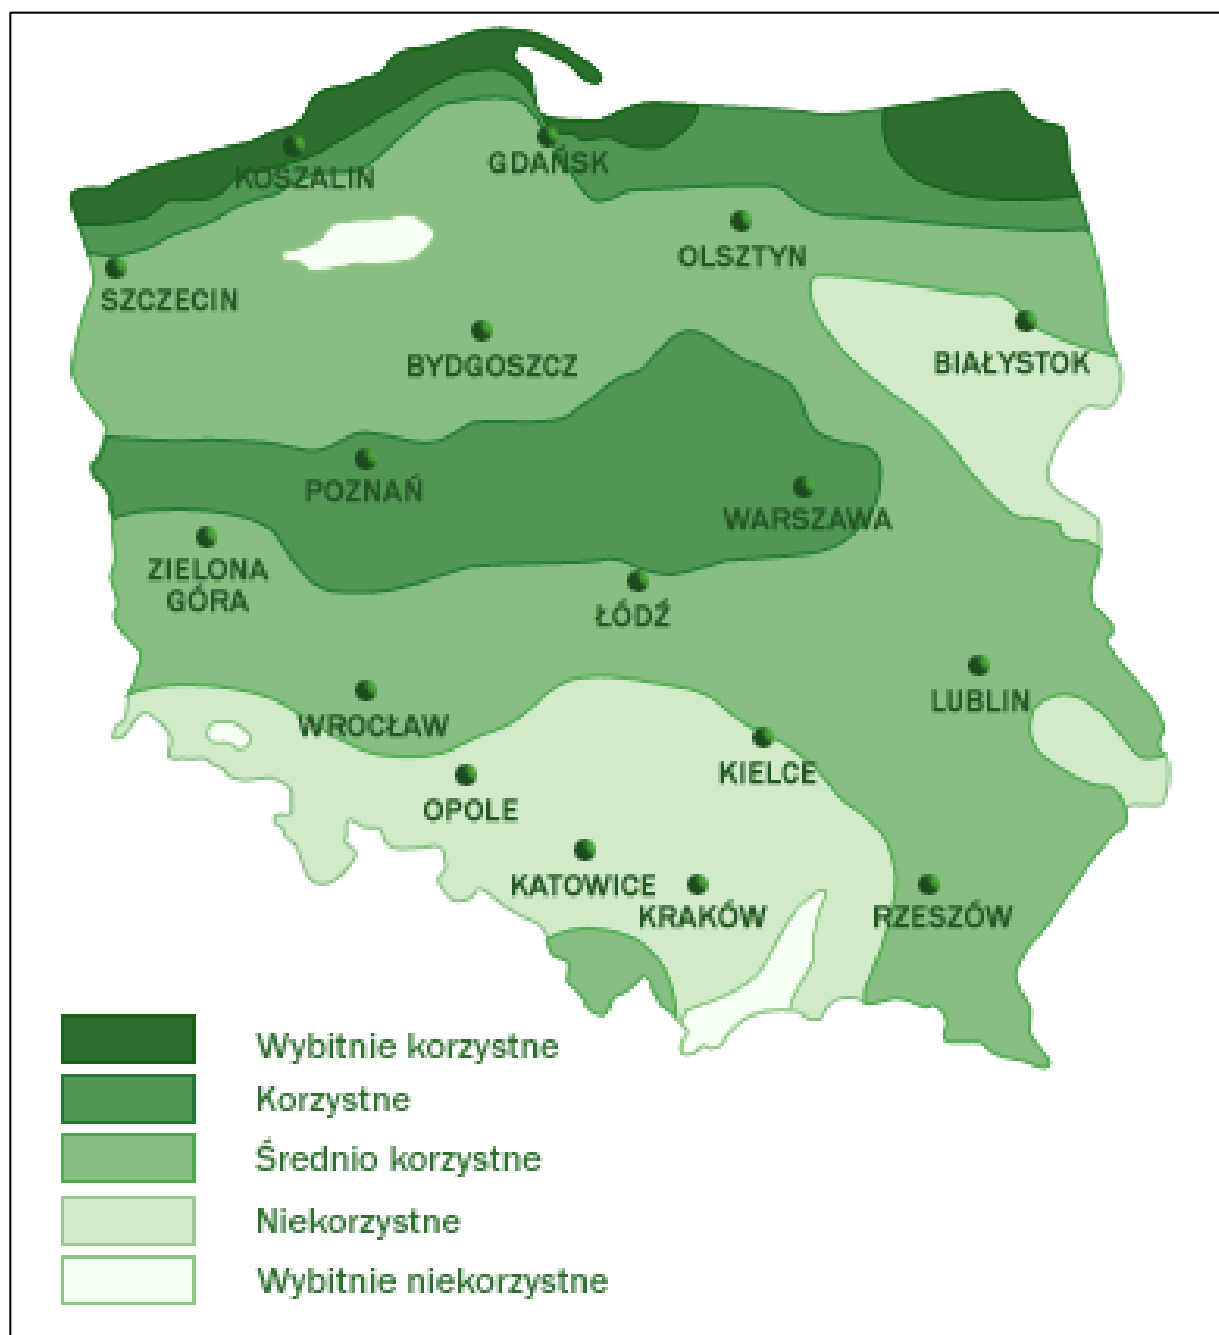 KOSZALIN
GDAŃSK
OLSZTYN
SZCZECIN
BYDGOSZCZ
BIAŁYSTOK
POZNAŃ
WARSZAWA
ZIELONA
GÓRA
ŁÓDŹ
LUBLIN
WROCŁAW
KIELCE
OPOLE
KATOWICE
KRAKÓW
RZESZÓW
Wybitnie korzystne
Korzystne
Średnio korzystne
Niekorzystne
Wybitnie niekorzystne